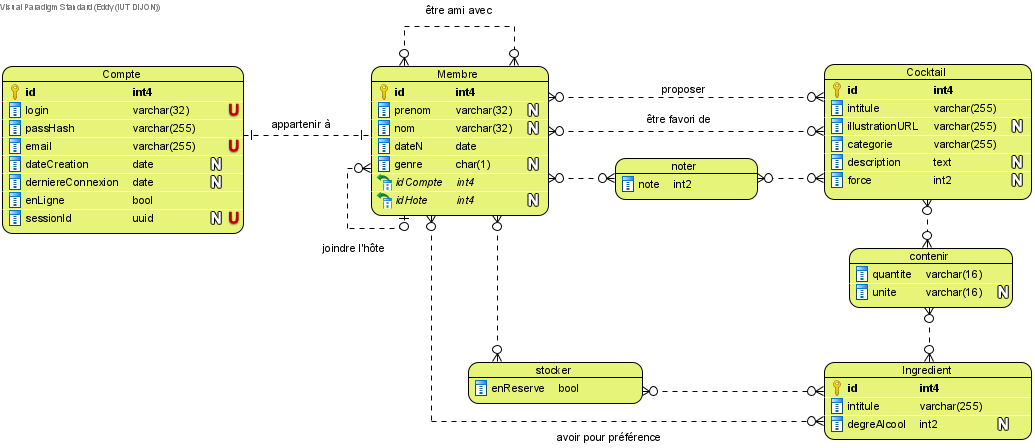 Visual Paradigm Standard (Eddy (IUT DIJON))
être ami avec
Compte
id int4
login varchar(32) U
passHash varchar(255)
email varchar(255) U
dateCreation date N
derniereConnexion date N
enLigne bool
sessionId uuid N U
appartenir à
Membre
id int4
prenom varchar(32) N
nom varchar(32) N
dateN date
genre char(1) N
idCompte int4
idHote int4 N
joindre l'hôte
proposer
être favori de
noter
note int2
Cocktail
id int4
intitule varchar(255)
illustrationURL varchar(255) N
categorie varchar(255)
description text N
force int2 N
contenir
quantite varchar(16)
unite varchar(16) N
stocker
enReserve bool
Ingredient
id int4
intitule varchar(255)
degreAlcool int2 N
avoir pour préférence